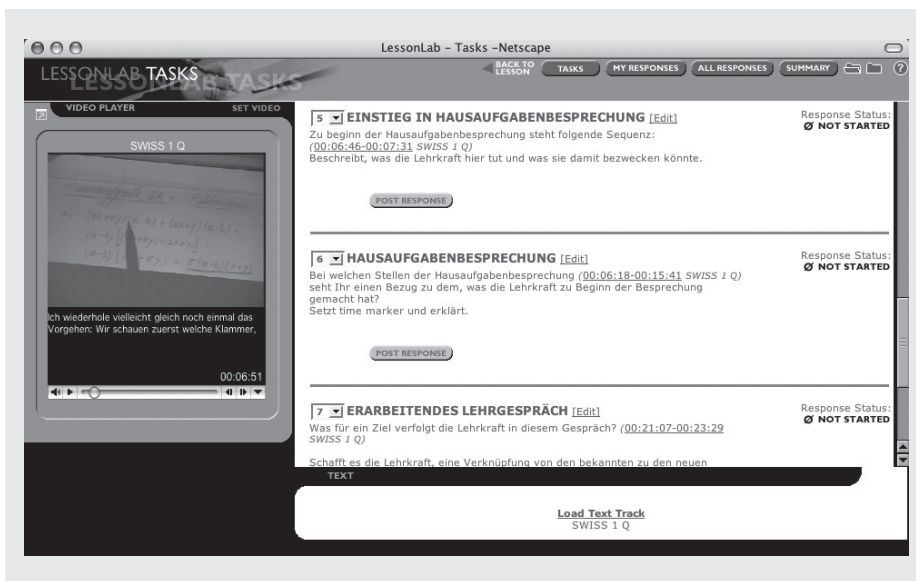 LessonLab – Tasks –Netscape
LESSONLAB TASKS
BACK TO LESSON
TASKS
MY RESPONSES
ALL RESPONSES
SUMMARY
?
VIDEO PLAYER
SET VIDEO
SWISS 1 Q
Ich wiederhole vielleicht gleich noch einmal das
Vorgehen: Wir schauen zuerst welche Klammer,
00:06:51
5 EINSTIEG IN HAUSAUFGABENBESPRECHUNG [Edit]
Response Status:
Ø NOT STARTED
Zu beginn der Hausaufgabenbesprechung steht folgende Sequenz:
(00:06:46-00:07:31 SWISS 1 Q)
Beschreibt, was die Lehrkraft hier tut und was sie damit bezwecken könnte.
POST RESPONSE
6 HAUSAUFGABENBESPRECHUNG [Edit]
Response Status:
Ø NOT STARTED
Bei welchen Stellen der Hausaufgabenbesprechung (00:06:18-00:15:41 SWISS 1 Q)
seht Ihr einen Bezug zu dem, was die Lehrkraft zu Beginn der Besprechung
gemacht hat?
Setzt time marker und erklärt.
POST RESPONSE
7 ERARBEITENDES LEHRGESPRÄCH [Edit]
Response Status:
Ø NOT STARTED
Was für ein Ziel verfolgt die Lehrkraft in diesem Gespräch? (00:21:07-00:23:29
SWISS 1 Q)
Schafft es die Lehrkraft, eine Verknüpfung von den bekannten zu den neuen
TEXT
Load Text Track
SWISS 1 Q